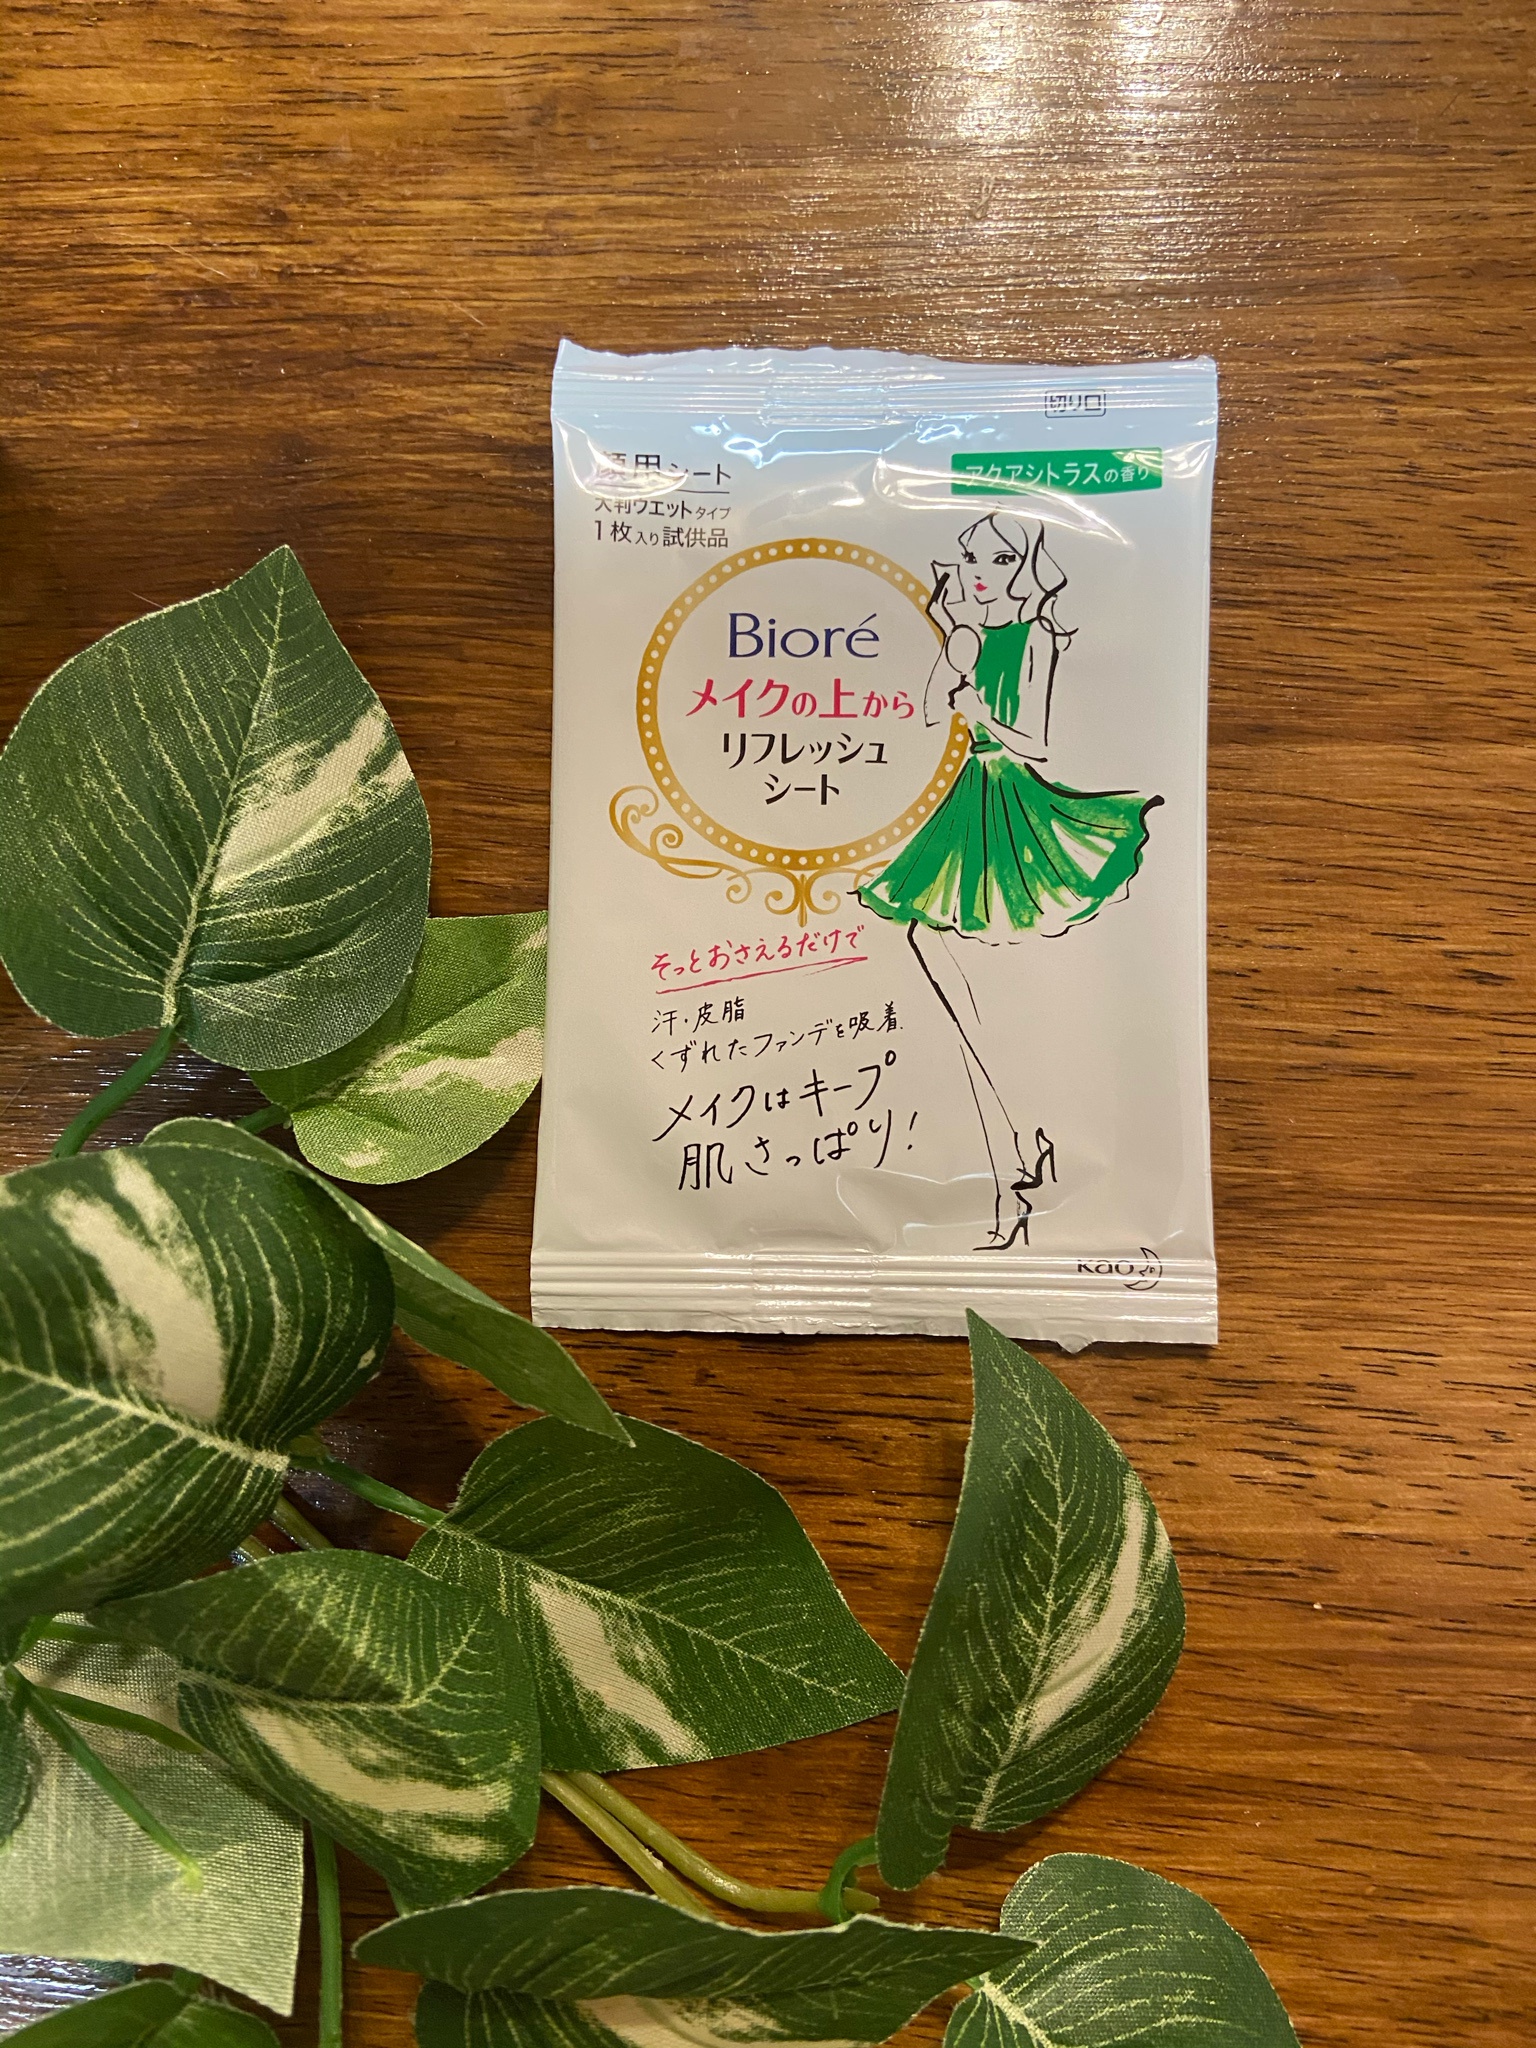 切り口
顔用シート
大判ウエットタイプ
1枚入り試供品
アクアシトラスの香り
Bioré
メイクの上から
リフレッシュ
シート
そっとおさえるだけで
汗・皮脂
くずれたファンデを吸着
メイクはキープ
肌さっぱり!
Kao